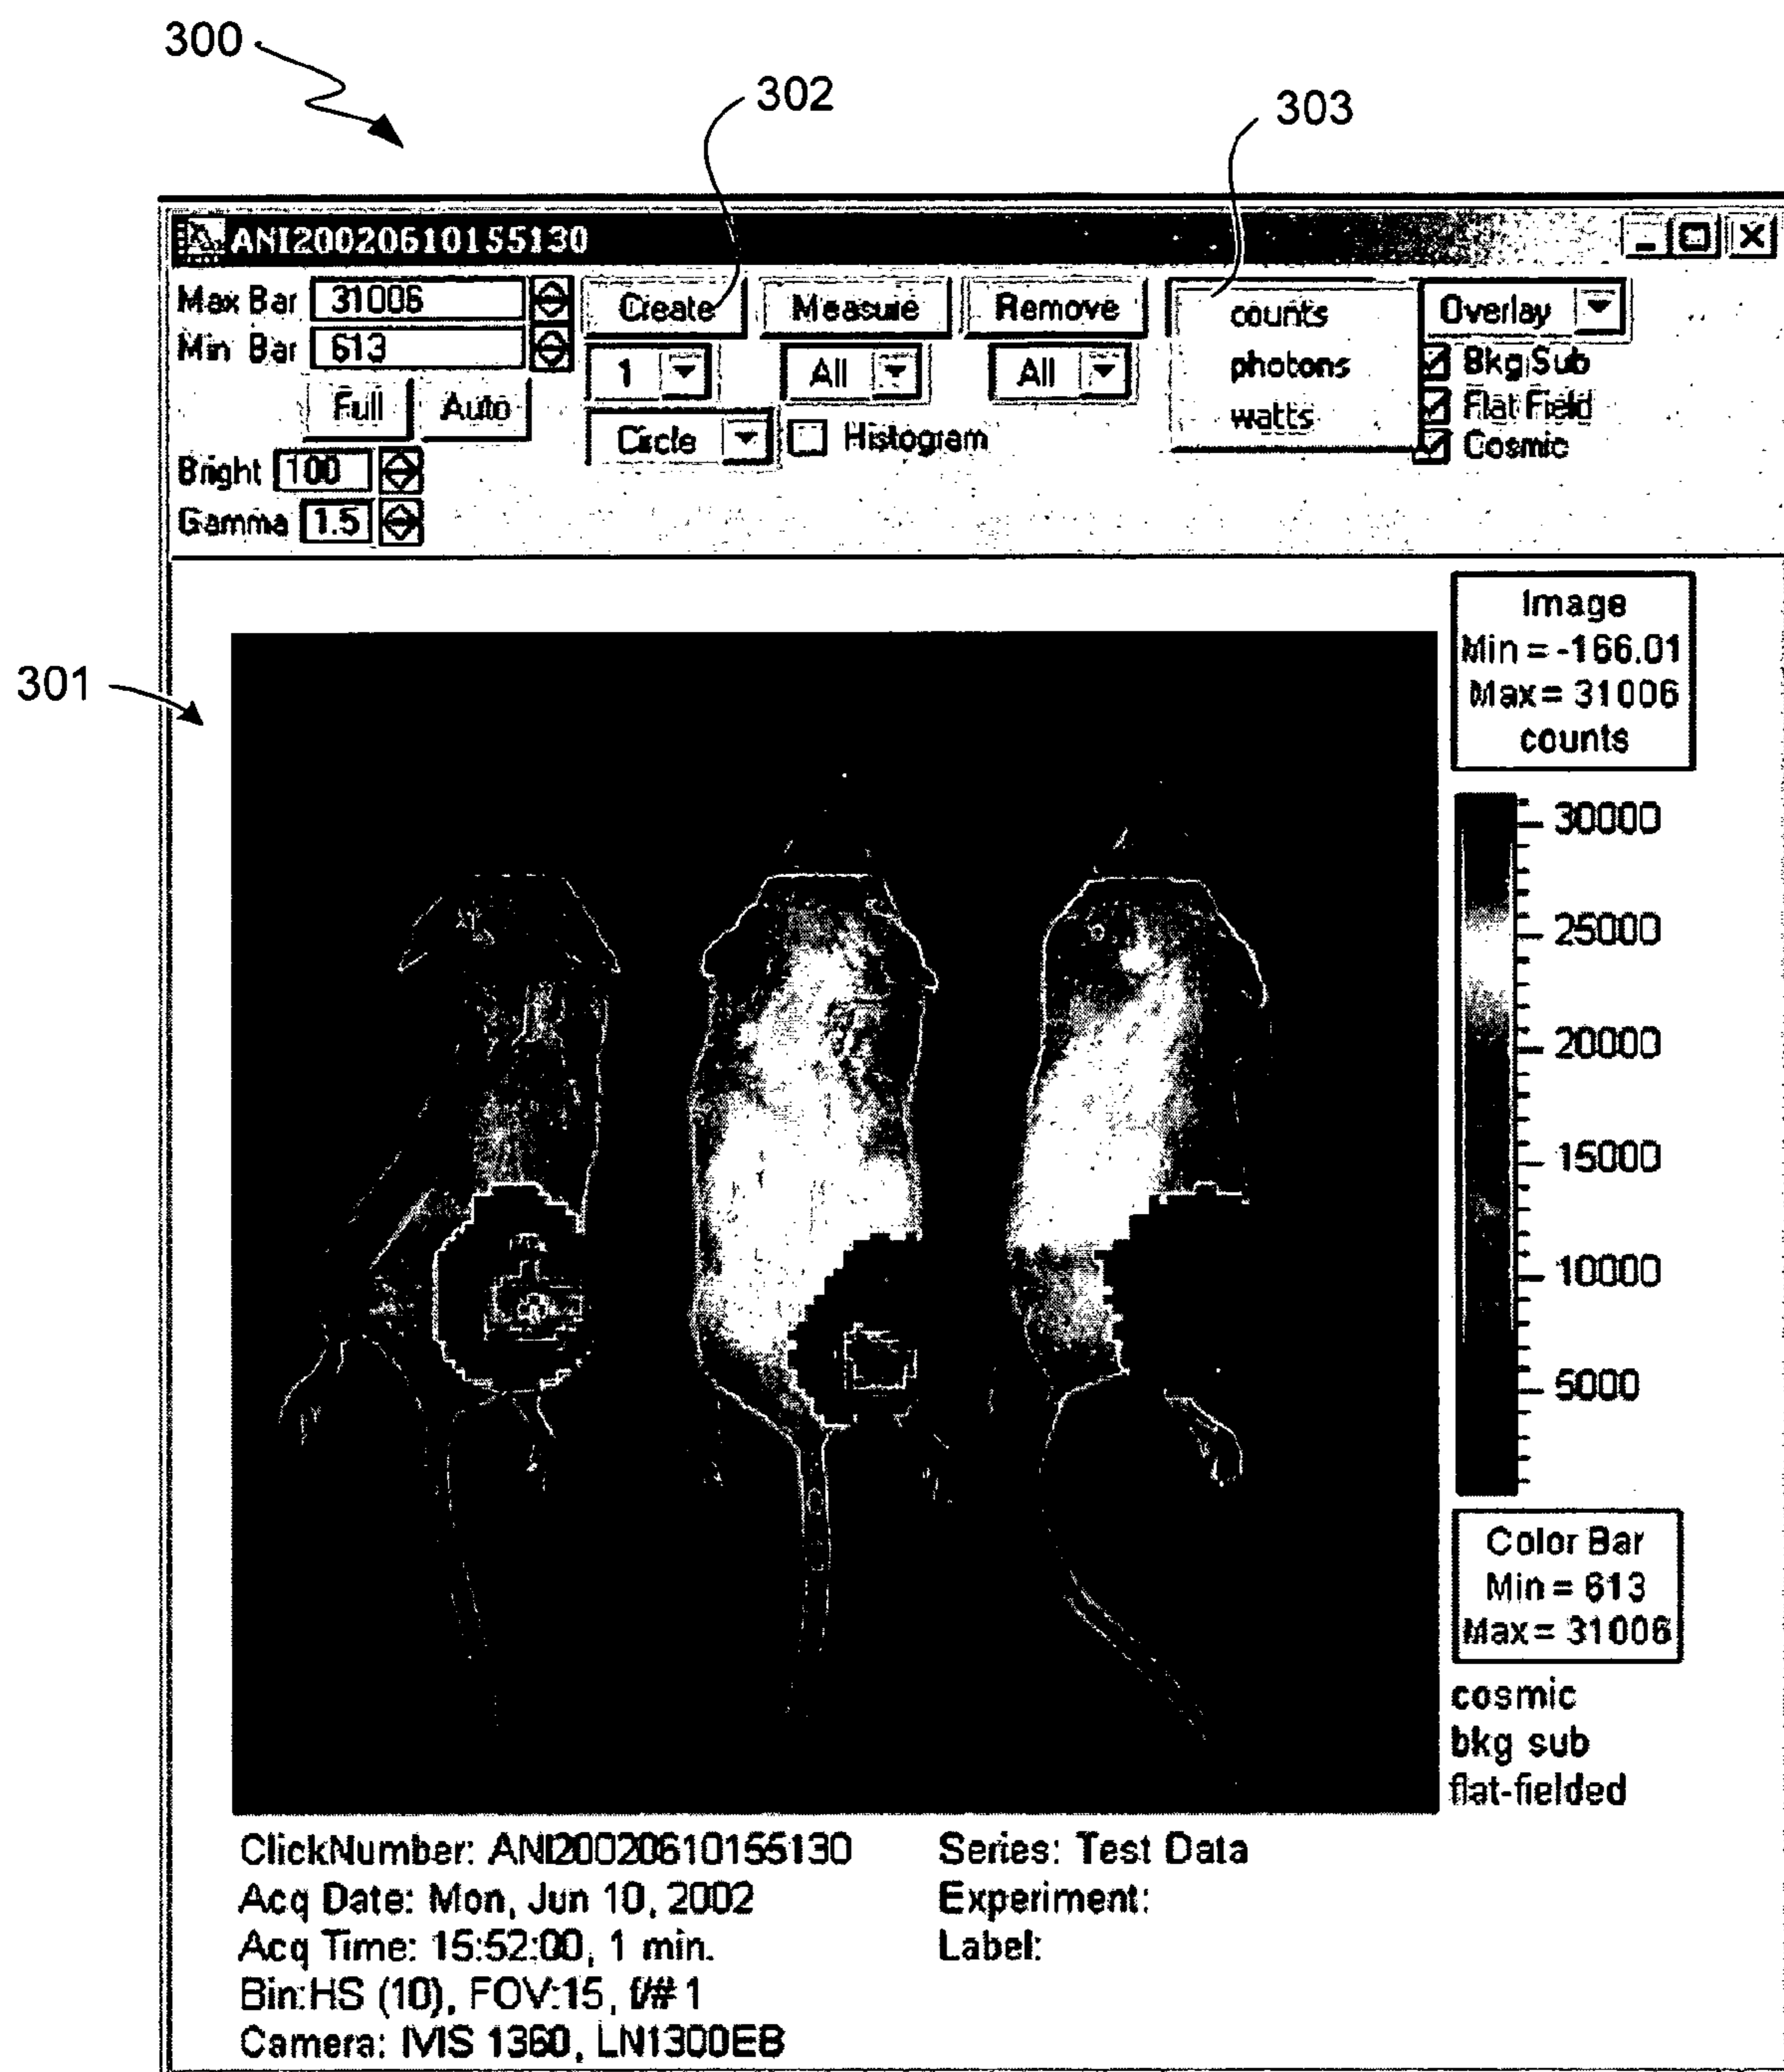 300
302
303
ANI20020610155130
Max Bar 31006
Min Bar 613
Full Auto
Bright 100
Gamma 1.5
Create Measure Remove
1 All All
Circle Histogram
counts
photons
watts
Overlay
Bkg Sub
Flat Field
Cosmic
301
Image
Min = -166.01
Max = 31006
counts
30000
25000
20000
15000
10000
5000
Color Bar
Min = 613
Max = 31006
cosmic
bkg sub
flat-fielded
ClickNumber: ANI20020610155130
Acq Date: Mon, Jun 10, 2002
Acq Time: 15:52:00, 1 min.
Bin:HS (10), FOV:15, f/# 1
Camera: IVIS 1360, LN1300EB
Series: Test Data
Experiment:
Label: